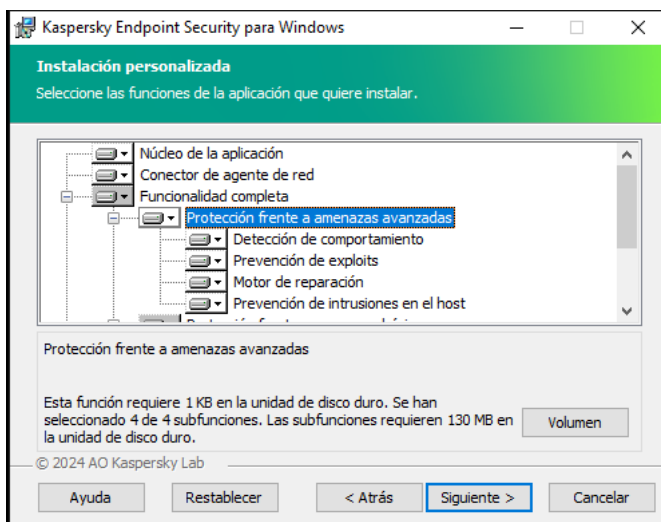 Kaspersky Endpoint Security para Windows
Instalación personalizada
Seleccione las funciones de la aplicación que quiere instalar.
Núcleo de la aplicación
Conector de agente de red
Funcionalidad completa
Protección frente a amenazas avanzadas
Detección de comportamiento
Prevención de exploits
Motor de reparación
Prevención de intrusiones en el host
Protección frente a amenazas avanzadas
Esta función requiere 1 KB en la unidad de disco duro. Se han
seleccionado 4 de 4 subfunciones. Las subfunciones requieren 130 MB en
la unidad de disco duro.
Volumen
© 2024 AO Kaspersky Lab
Ayuda
Restablecer
< Atrás
Siguiente >
Cancelar